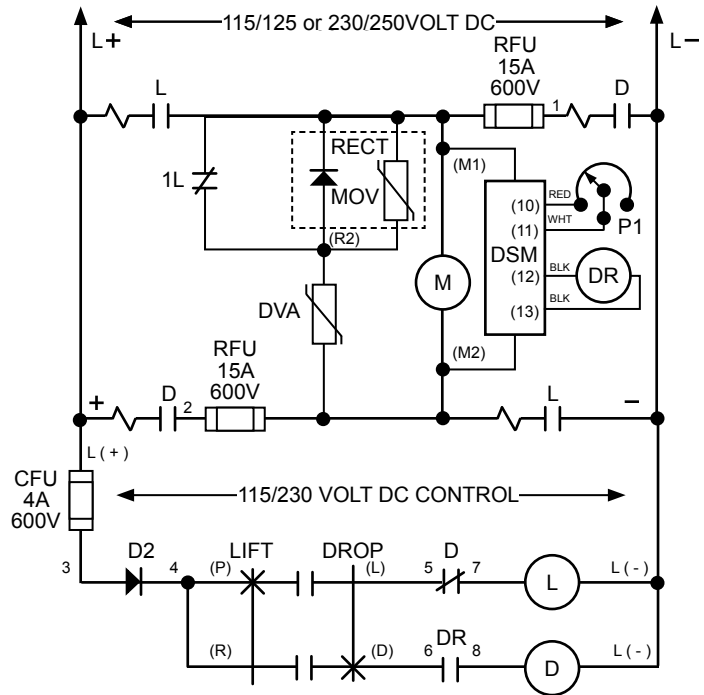 115/125 or 230/250VOLT DC
L+
L−
RFU
15A
600V
L
1
D
RECT
1L
MOV
(R2)
(M1)
(10)
RED
(11)
WHT
P1
DSM
(12)
BLK
DR
(13)
BLK
M
DVA
(M2)
RFU
15A
600V
+
D
2
L
−
L (+)
CFU
4A
600V
115/230 VOLT DC CONTROL
3
D2
4
(P)
LIFT
DROP
(L)
5
D
7
L
L (-)
(R)
(D)
6
DR
8
D
L (-)